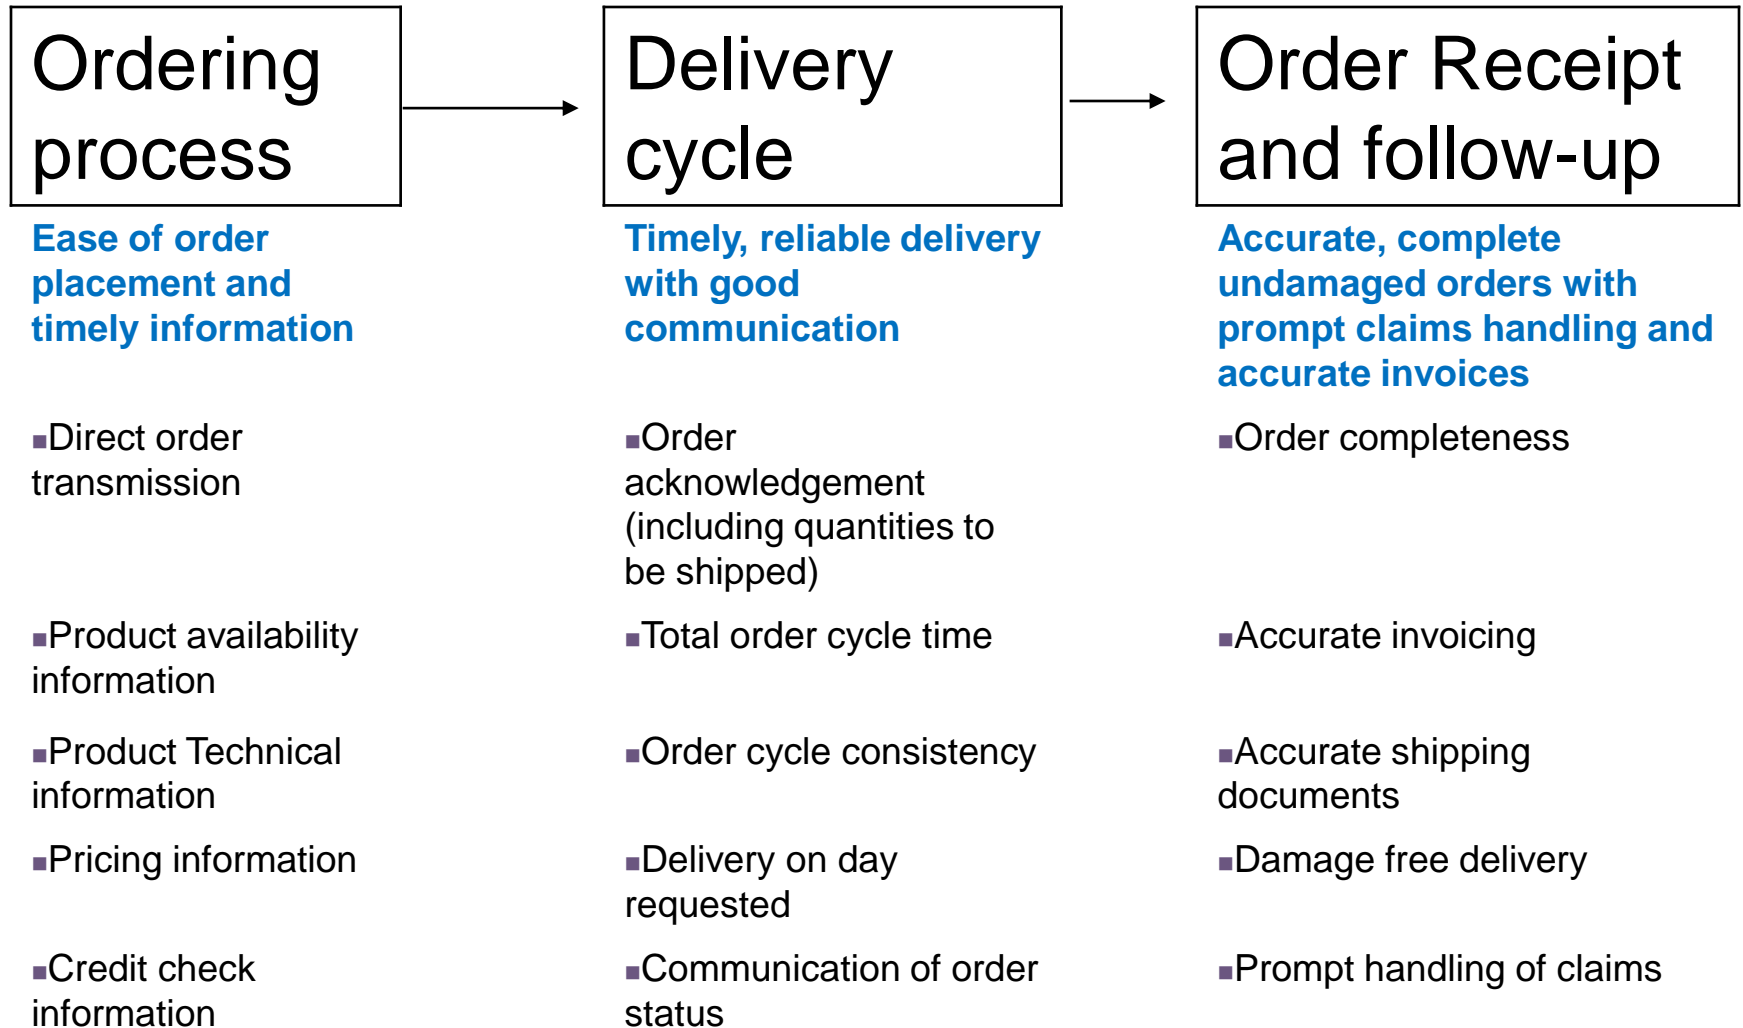 Ordering
process
Delivery
cycle
Order Receipt
and follow-up
Ease of order
placement and
timely information
Timely, reliable delivery
with good
communication
Accurate, complete
undamaged orders with
prompt claims handling and
accurate invoices
▪Direct order
transmission
▪Order
acknowledgement
(including quantities to
be shipped)
▪Order completeness
▪Product availability
information
▪Total order cycle time
▪Accurate invoicing
▪Product Technical
information
▪Order cycle consistency
▪Accurate shipping
documents
▪Pricing information
▪Delivery on day
requested
▪Damage free delivery
▪Credit check
information
▪Communication of order
status
▪Prompt handling of claims